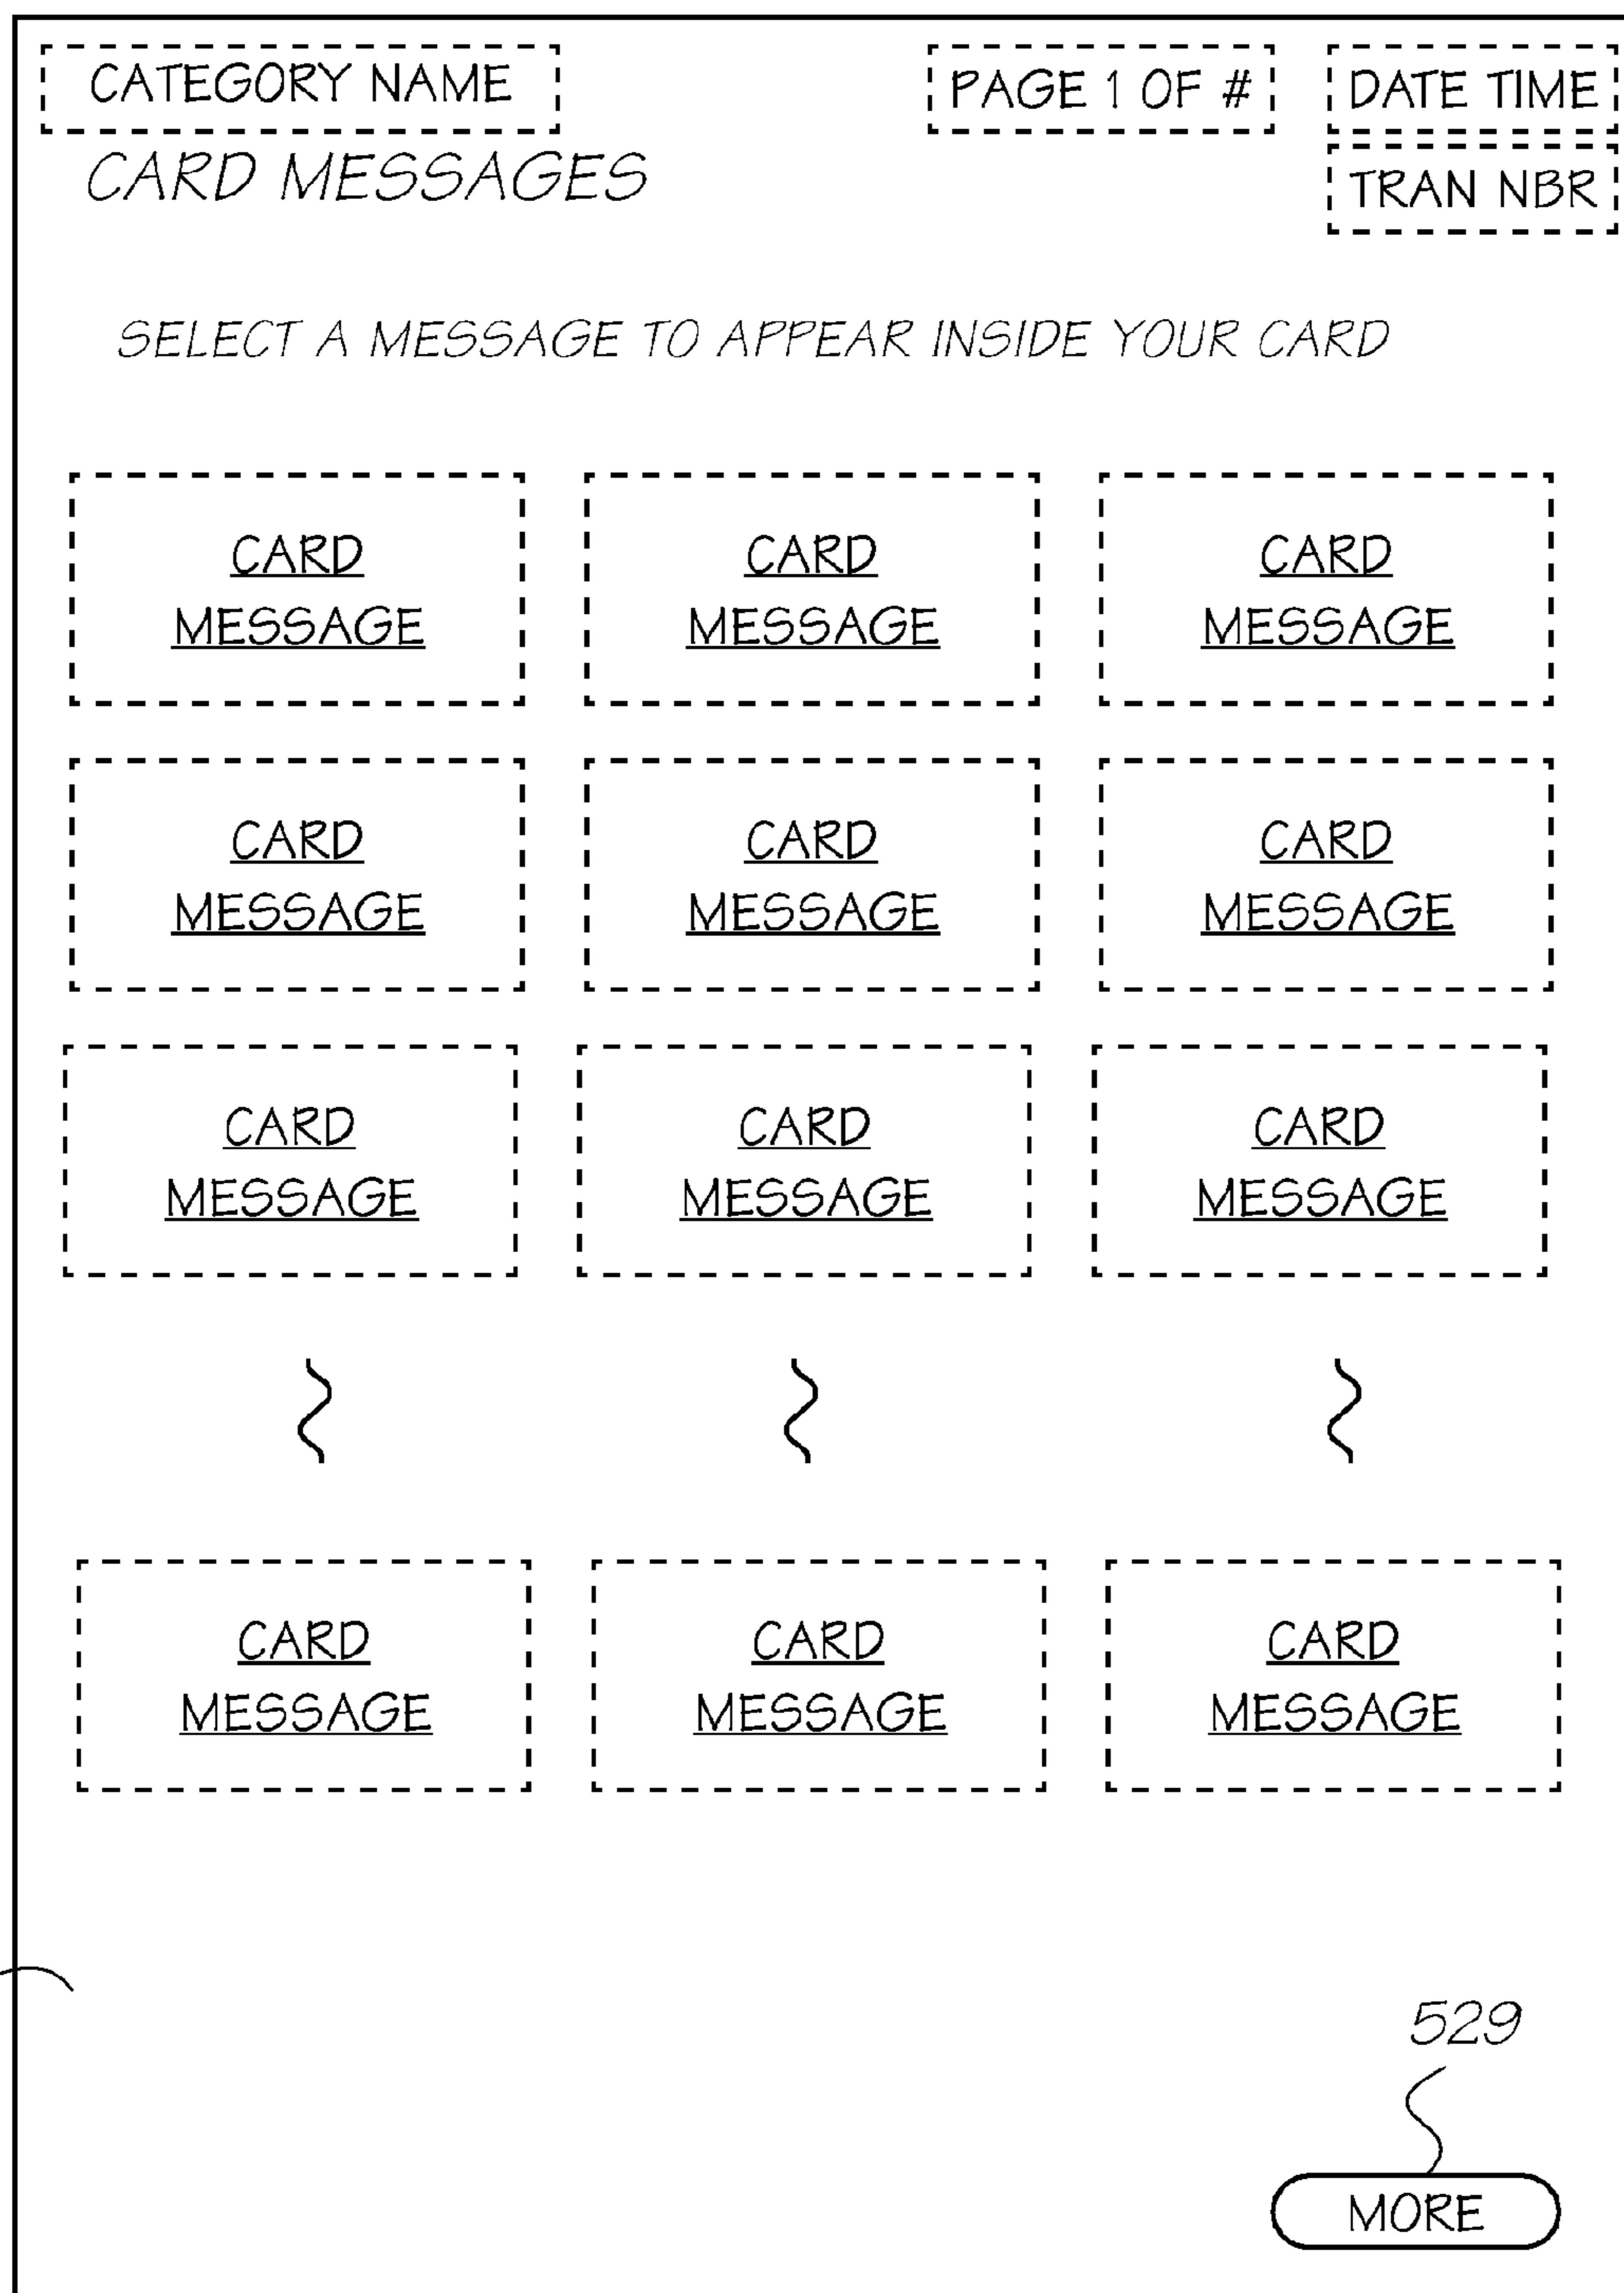 CATEGORY NAME PAGE 1 OF # DATE TIME
CARD MESSAGES TRAN NBR
SELECT A MESSAGE TO APPEAR INSIDE YOUR CARD
CARD CARD CARD
MESSAGE MESSAGE MESSAGE
CARD CARD CARD
MESSAGE MESSAGE MESSAGE
CARD CARD CARD
MESSAGE MESSAGE MESSAGE
CARD CARD CARD
MESSAGE MESSAGE MESSAGE
529
MORE